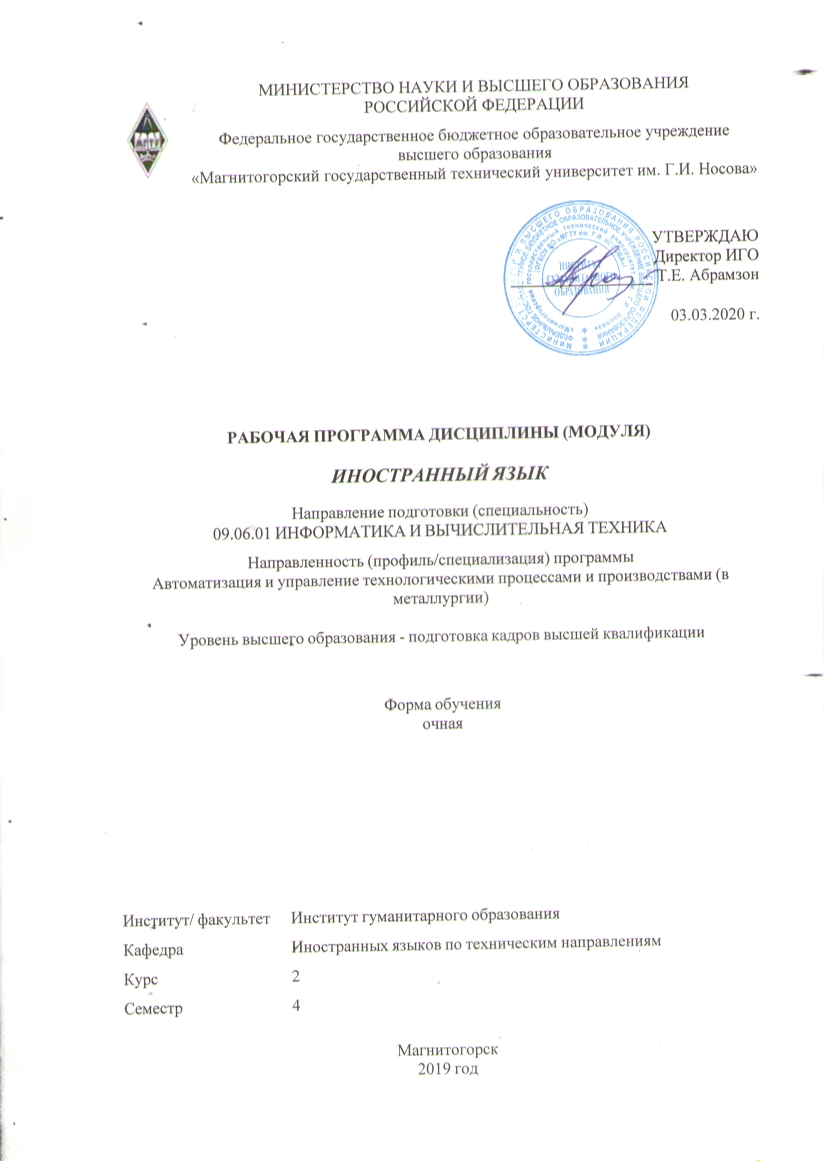 МИНИСТЕРСТВО НАУКИ И ВЫСШЕГО ОБРАЗОВАНИЯ
РОССИЙСКОЙ ФЕДЕРАЦИИ
Федеральное государственное бюджетное образовательное учреждение
высшего образования
«Магнитогорский государственный технический университет им. Г.И. Носова»
УТВЕРЖДАЮ
Директор ИГО
Т.Е. Абрамзон
03.03.2020 г.
РАБОЧАЯ ПРОГРАММА ДИСЦИПЛИНЫ (МОДУЛЯ)
ИНОСТРАННЫЙ ЯЗЫК
Направление подготовки (специальность)
09.06.01 ИНФОРМАТИКА И ВЫЧИСЛИТЕЛЬНАЯ ТЕХНИКА
Направленность (профиль/специализация) программы
Автоматизация и управление технологическими процессами и производствами (в
металлургии)
Уровень высшего образования - подготовка кадров высшей квалификации
Форма обучения
очная
Институт/ факультет Институт гуманитарного образования
Кафедра Иностранных языков по техническим направлениям
Курс 2
Семестр 4
Магнитогорск
2019 год